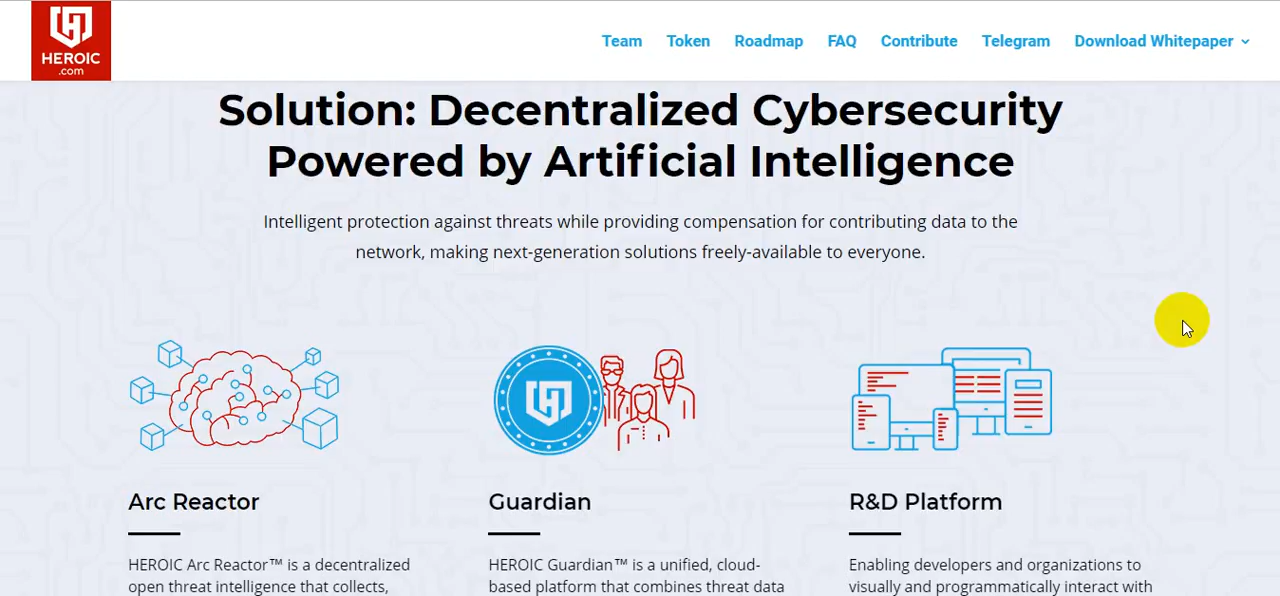 HEROIC
.com
Team Token Roadmap FAQ Contribute Telegram Download Whitepaper
Solution: Decentralized Cybersecurity
Powered by Artificial Intelligence
Intelligent protection against threats while providing compensation for contributing data to the
network, making next-generation solutions freely-available to everyone.
Arc Reactor
HEROIC Arc Reactor™ is a decentralized
open threat intelligence that collects,
Guardian
HEROIC Guardian™ is a unified, cloud-
based platform that combines threat data
R&D Platform
Enabling developers and organizations to
visually and programmatically interact with